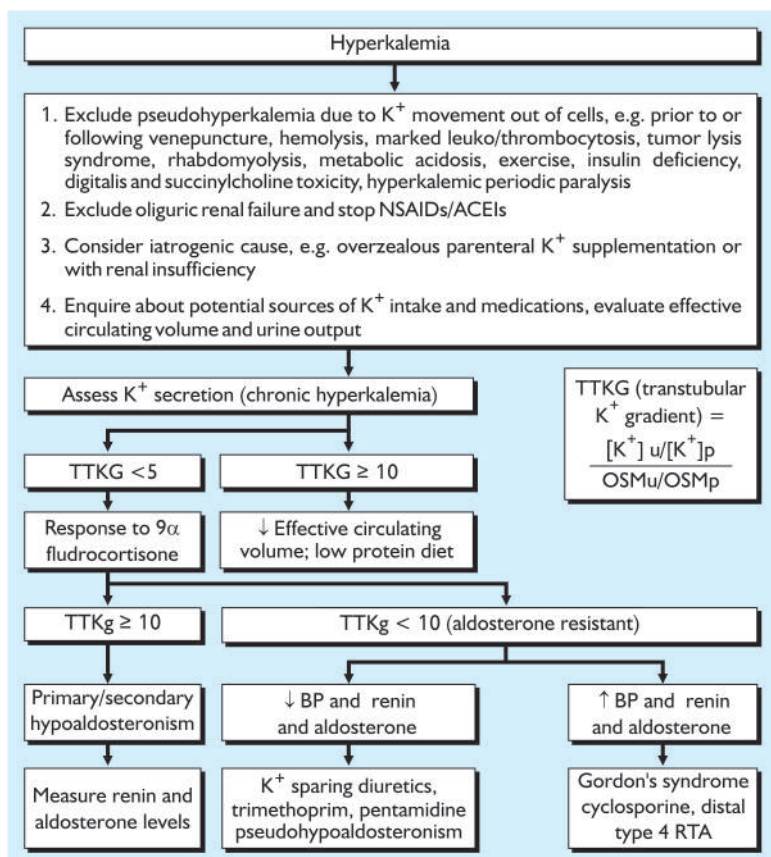 Hyperkalemia
1. Exclude pseudohyperkalemia due to K+ movement out of cells, e.g. prior to or
following venepuncture, hemolysis, marked leuko/thrombocytosis, tumor lysis
syndrome, rhabdomyolysis, metabolic acidosis, exercise, insulin deficiency,
digitalis and succinylcholine toxicity, hyperkalemic periodic paralysis
2. Exclude oliguric renal failure and stop NSAIDs/ACEIs
3. Consider iatrogenic cause, e.g. overzealous parenteral K+ supplementation or
with renal insufficiency
4. Enquire about potential sources of K+ intake and medications, evaluate effective
circulating volume and urine output
Assess K+ secretion (chronic hyperkalemia)
TTKG (transtubular
K+ gradient) =
[K+] u/[K+]p
OSMu/OSMp
TTKG <5
TTKG ≥ 10
Response to 9α
fludrocortisone
↓ Effective circulating
volume; low protein diet
TTKg ≥ 10
TTKg < 10 (aldosterone resistant)
Primary/secondary
hypoaldosteronism
↓ BP and renin
and aldosterone
↑ BP and renin
and aldosterone
Measure renin and
aldosterone levels
K+ sparing diuretics,
trimethoprim, pentamidine
pseudohypoaldosteronism
Gordon's syndrome
cyclosporine, distal
type 4 RTA